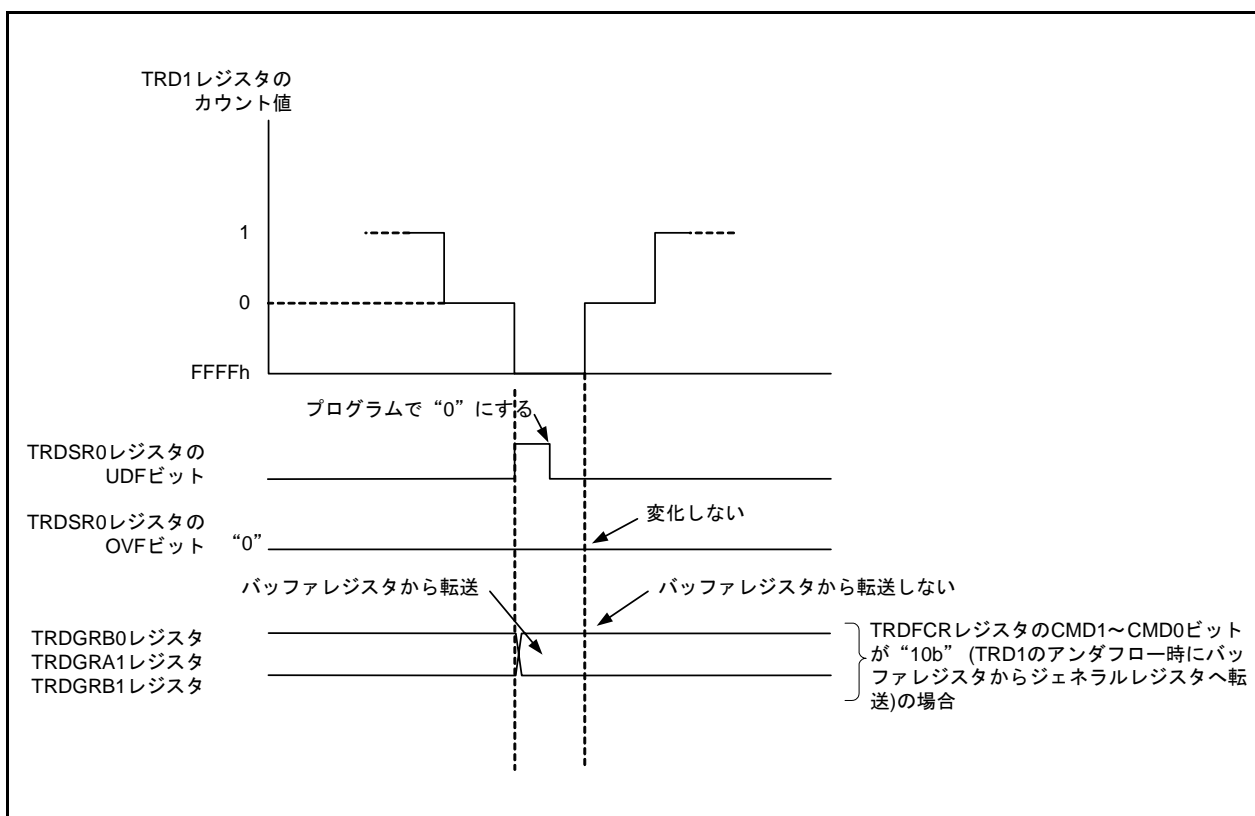 TRD1レジスタの
カウント値
1
0
FFFFh
プログラムで“0”にする
TRDSR0レジスタの
UDFビット
TRDSR0レジスタの
OVFビット “0”
変化しない
バッファレジスタから転送
バッファレジスタから転送しない
TRDGRB0レジスタ
TRDGRA1レジスタ
TRDGRB1レジスタ
TRDFCRレジスタのCMD1～CMD0ビット
が“10b” (TRD1のアンダフロー時にバッ
ファレジスタからジェネラルレジスタへ転
送)の場合